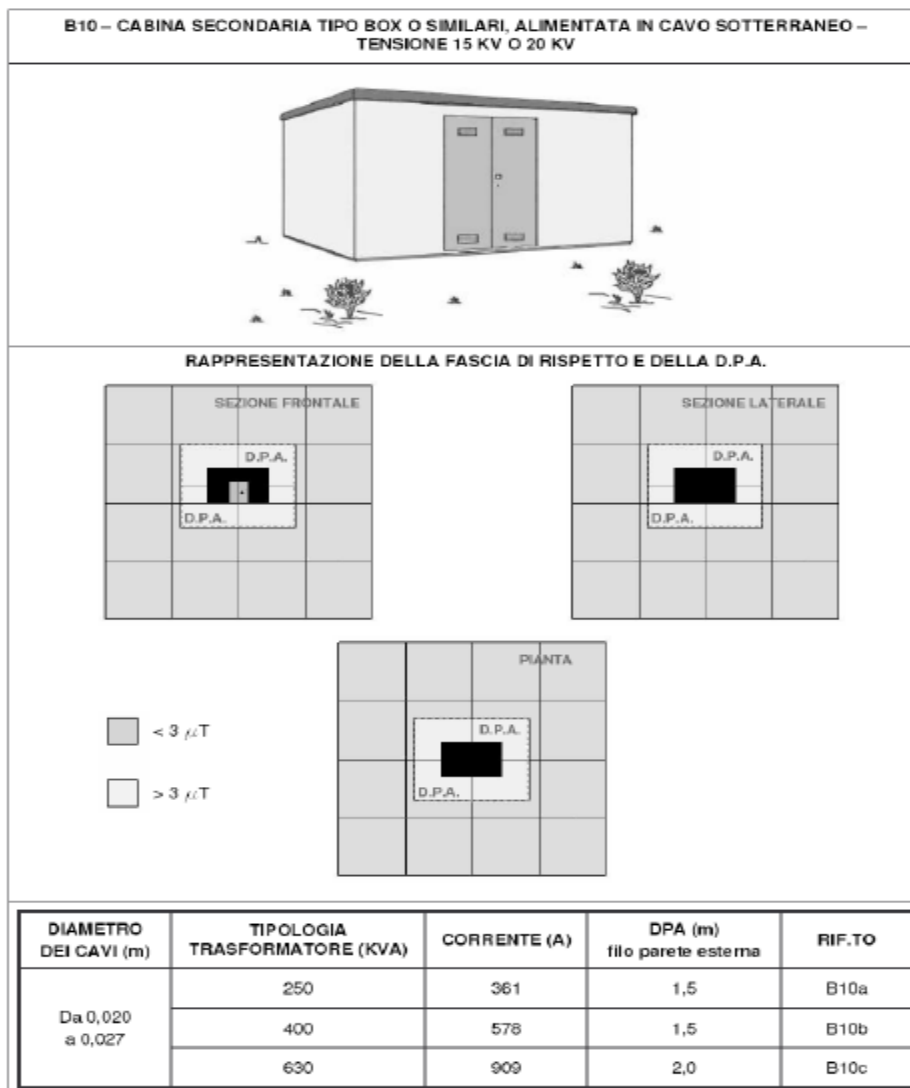 B10 – CABINA SECONDARIA TIPO BOX O SIMILARI, ALIMENTATA IN CAVO SOTTERRANEO –
TENSIONE 15 KV O 20 KV
RAPPRESENTAZIONE DELLA FASCIA DI RISPETTO E DELLA D.P.A.
SEZIONE FRONTALE
D.P.A.
D.P.A.
SEZIONE LATERALE
D.P.A.
D.P.A.
PIANTA
D.P.A.
D.P.A.
< 3 μT
> 3 μT
DIAMETRO
DEI CAVI (m)
TIPOLOGIA
TRASFORMATORE (KVA)
CORRENTE (A)
DPA (m)
filo parete esterna
RIF.TO
Da 0,020
a 0,027
250 361 1,5 B10a
400 578 1,5 B10b
630 909 2,0 B10c